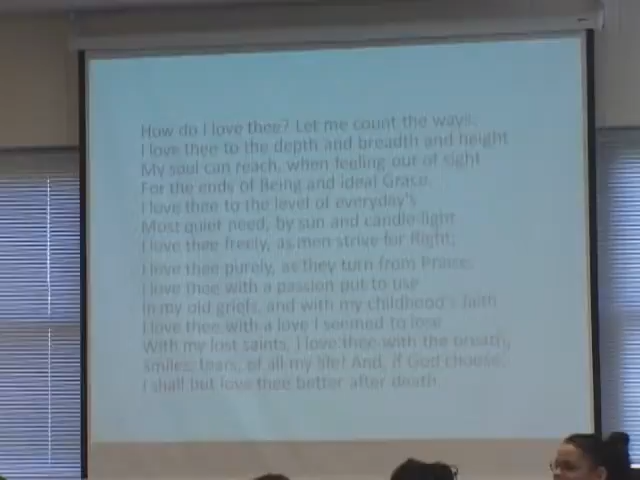 How do I love thee? Let me count the ways.
I love thee to the depth and breadth and height
My soul can reach, when feeling out of sight
For the ends of Being and ideal Grace.
I love thee to the level of everyday's
Most quiet need, by sun and candle-light
I love thee freely, as men strive for Right;
I love thee purely, as they turn from Praise.
I love thee with a passion put to use
In my old griefs, and with my childhood's faith
I love thee with a love I seemed to lose
With my lost saints, I love thee with the breath,
Smiles, tears, of all my life! And, if God choose,
I shall but love thee better after death.